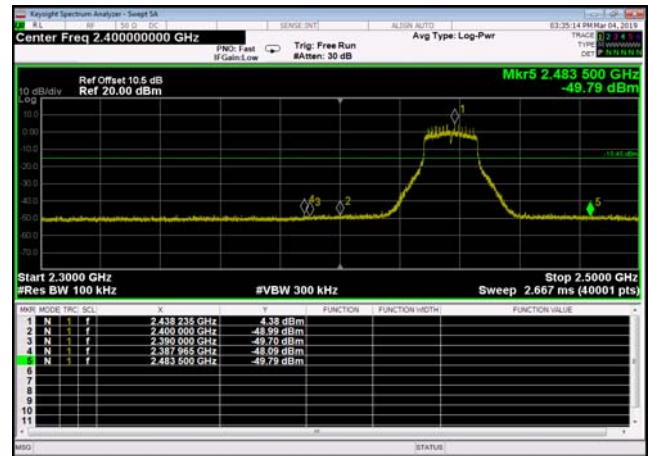 Keysight Spectrum Analyzer - Swept SA
RL RF 50 Ω DC SENSE:INT ALIGN AUTO 03:35:14 PM Mar 04, 2019
Center Freq 2.400000000 GHz
PNO: Fast
IFGain:Low
Trig: Free Run
#Atten: 30 dB
Avg Type: Log-Pwr
TRACE 1 2 3 4 5 6
TYPE M WWWWW
DET P N N N N N
Mkr5 2.483 500 GHz
-49.79 dBm
10 dB/div
Log
Ref Offset 10.5 dB
Ref 20.00 dBm
10.0
0.00
-10.0
-20.0
-30.0
-40.0
-50.0
-60.0
-70.0
1
2
4 3
5
Start 2.3000 GHz
Stop 2.5000 GHz
#Res BW 100 kHz
#VBW 300 kHz
Sweep 2.667 ms (40001 pts)
MKR MODE TRC SCL X Y FUNCTION FUNCTION WIDTH FUNCTION VALUE
1 N 1 f 2.438 235 GHz 4.38 dBm
2 N 1 f 2.400 000 GHz -48.99 dBm
3 N 1 f 2.390 000 GHz -49.70 dBm
4 N 1 f 2.387 965 GHz -48.09 dBm
5 N 1 f 2.483 500 GHz -49.79 dBm
6
7
8
9
10
11
MSG
STATUS